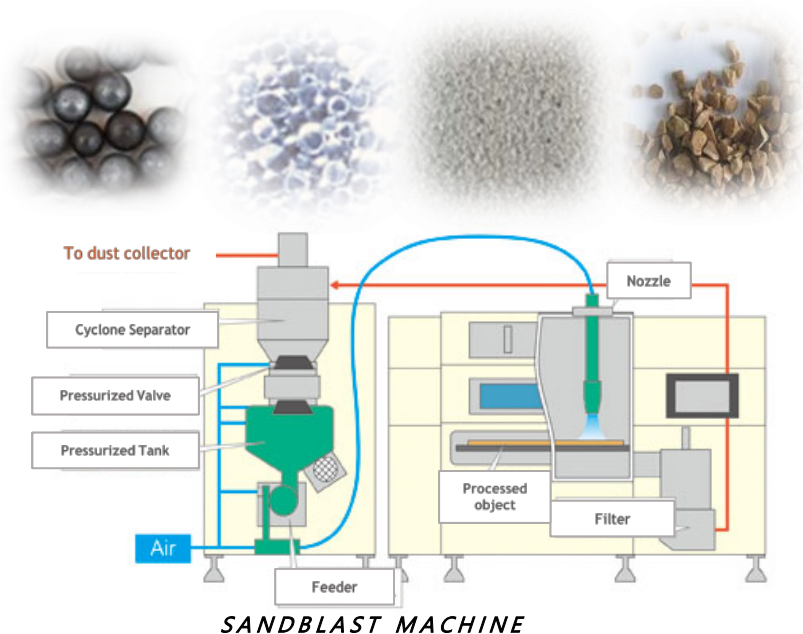 To dust collector
Nozzle
Cyclone Separator
Pressurized Valve
Pressurized Tank
Processed
object
Filter
Air
Feeder
SANDBLAST MACHINE